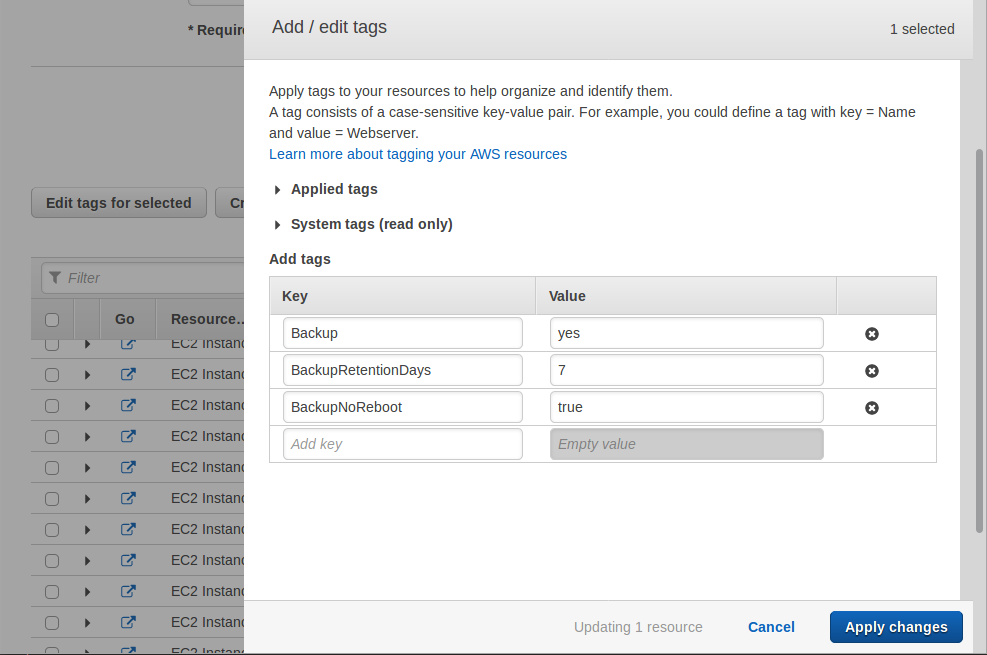 * Require
Add / edit tags
1 selected
Apply tags to your resources to help organize and identify them.
A tag consists of a case-sensitive key-value pair. For example, you could define a tag with key = Name
and value = Webserver.
Learn more about tagging your AWS resources
Applied tags
Edit tags for selected
Cr
System tags (read only)
Add tags
Filter
Key
Value
Go
Resource...
Backup
yes
EC2 Instanc
BackupRetentionDays
7
EC2 Instanc
BackupNoReboot
true
EC2 Instanc
Add key
Empty value
EC2 Instanc
EC2 Instanc
EC2 Instanc
EC2 Instanc
EC2 Instanc
EC2 Instanc
EC2 Instanc
EC2 Instanc
Updating 1 resource
Cancel
Apply changes